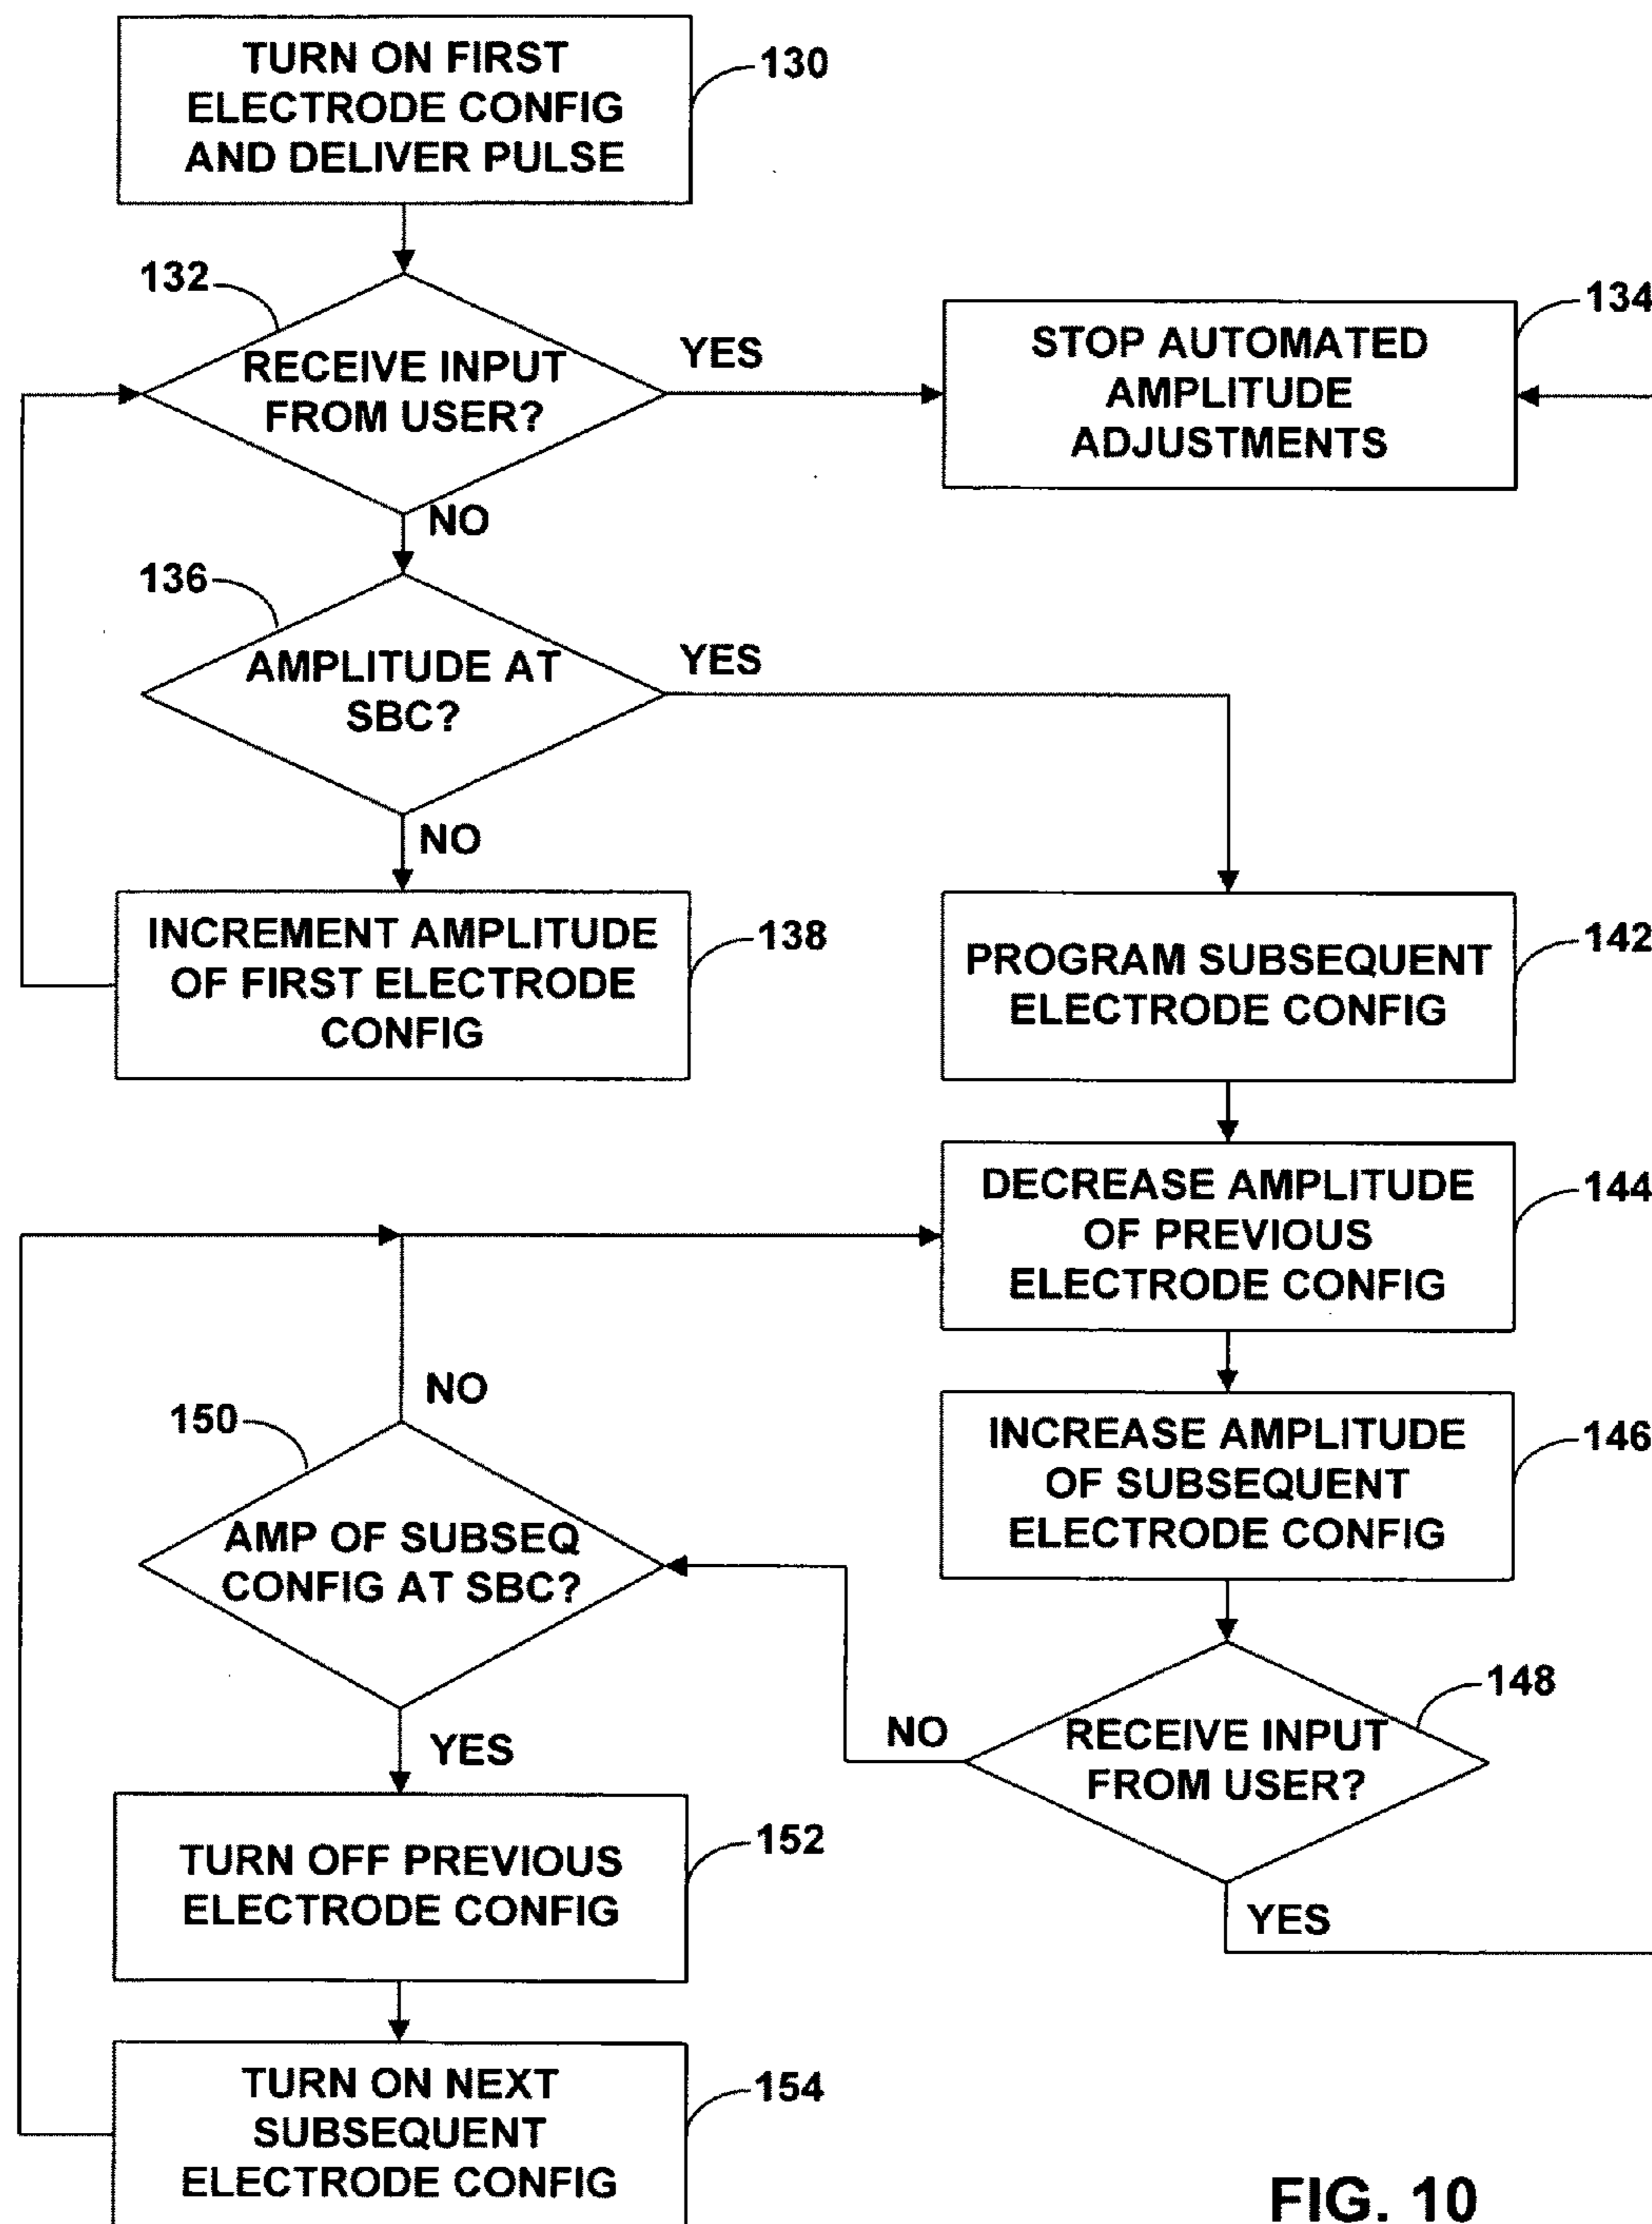 TURN ON FIRST
ELECTRODE CONFIG
AND DELIVER PULSE
130
132
RECEIVE INPUT
FROM USER?
YES
NO
STOP AUTOMATED
AMPLITUDE
ADJUSTMENTS
134
136
AMPLITUDE AT
SBC?
YES
NO
INCREMENT AMPLITUDE
OF FIRST ELECTRODE
CONFIG
138
PROGRAM SUBSEQUENT
ELECTRODE CONFIG
142
DECREASE AMPLITUDE
OF PREVIOUS
ELECTRODE CONFIG
144
INCREASE AMPLITUDE
OF SUBSEQUENT
ELECTRODE CONFIG
146
148
RECEIVE INPUT
FROM USER?
NO
YES
150
NO
AMP OF SUBSEQ
CONFIG AT SBC?
YES
TURN OFF PREVIOUS
ELECTRODE CONFIG
152
TURN ON NEXT
SUBSEQUENT
ELECTRODE CONFIG
154
FIG. 10